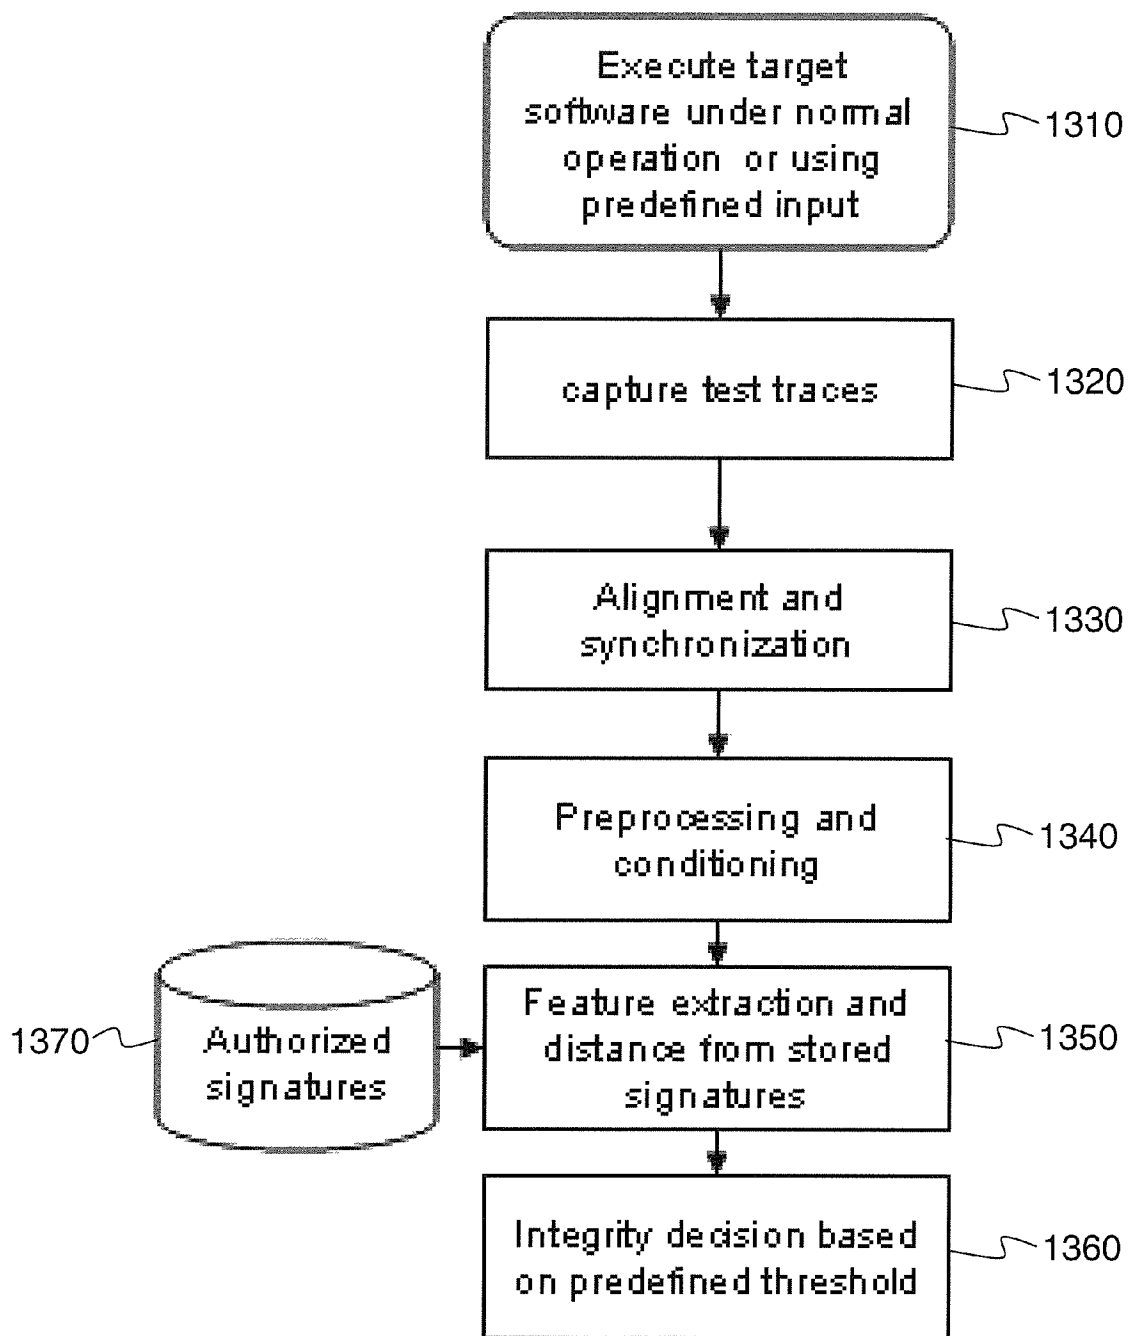 Execute target
software under normal
operation or using
predefined input
1310
capture test traces
1320
Alignment and
synchronization
1330
Preprocessing and
conditioning
1340
Feature extraction and
distance from stored
signatures
1350
1370
Authorized
signatures
Integrity decision based
on predefined threshold
1360